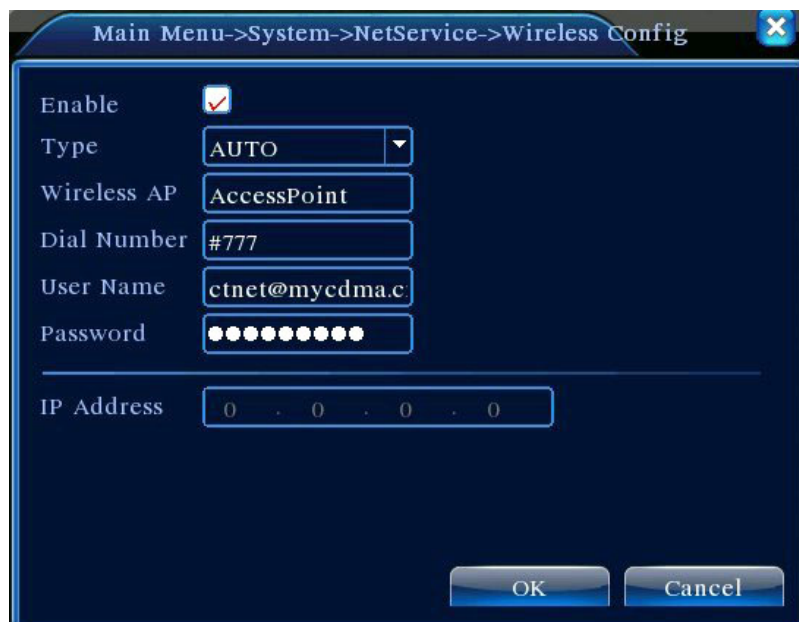 Main Menu->System->NetService->Wireless Config
Enable
Type AUTO
Wireless AP AccessPoint
Dial Number #777
User Name ctnet@mycdma.c
Password ●●●●●●●●●
IP Address 0 . 0 . 0 . 0
OK Cancel